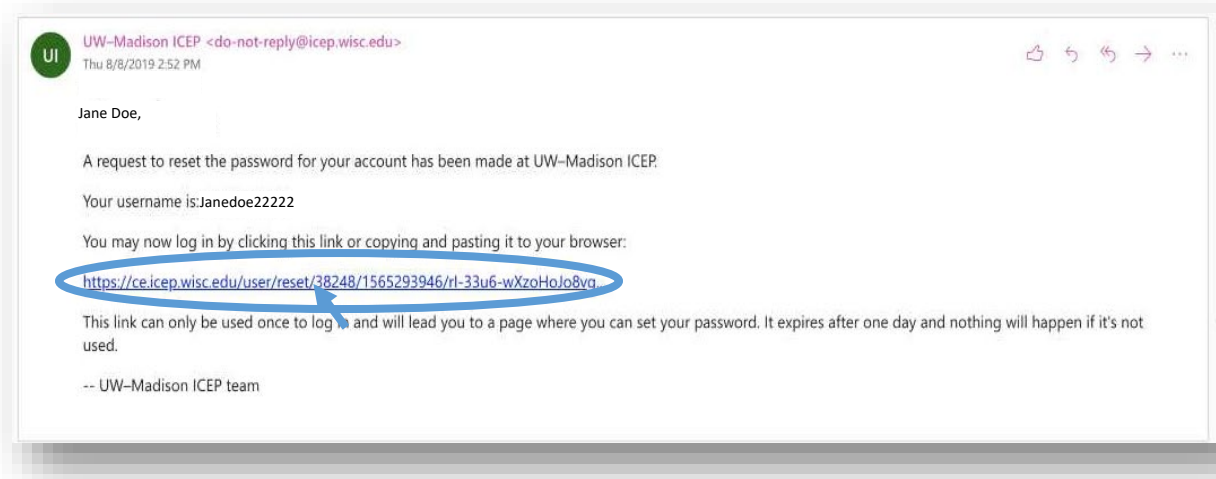 UI
UW–Madison ICEP <do-not-reply@icep.wisc.edu>
Thu 8/8/2019 2:52 PM
Jane Doe,
A request to reset the password for your account has been made at UW–Madison ICEP.
Your username is:Janedoe22222
You may now log in by clicking this link or copying and pasting it to your browser:
https://ce.icep.wisc.edu/user/reset/38248/1565293946/rI-33u6-wXzoHoJo8vg.
This link can only be used once to log in and will lead you to a page where you can set your password. It expires after one day and nothing will happen if it's not
used.
-- UW–Madison ICEP team